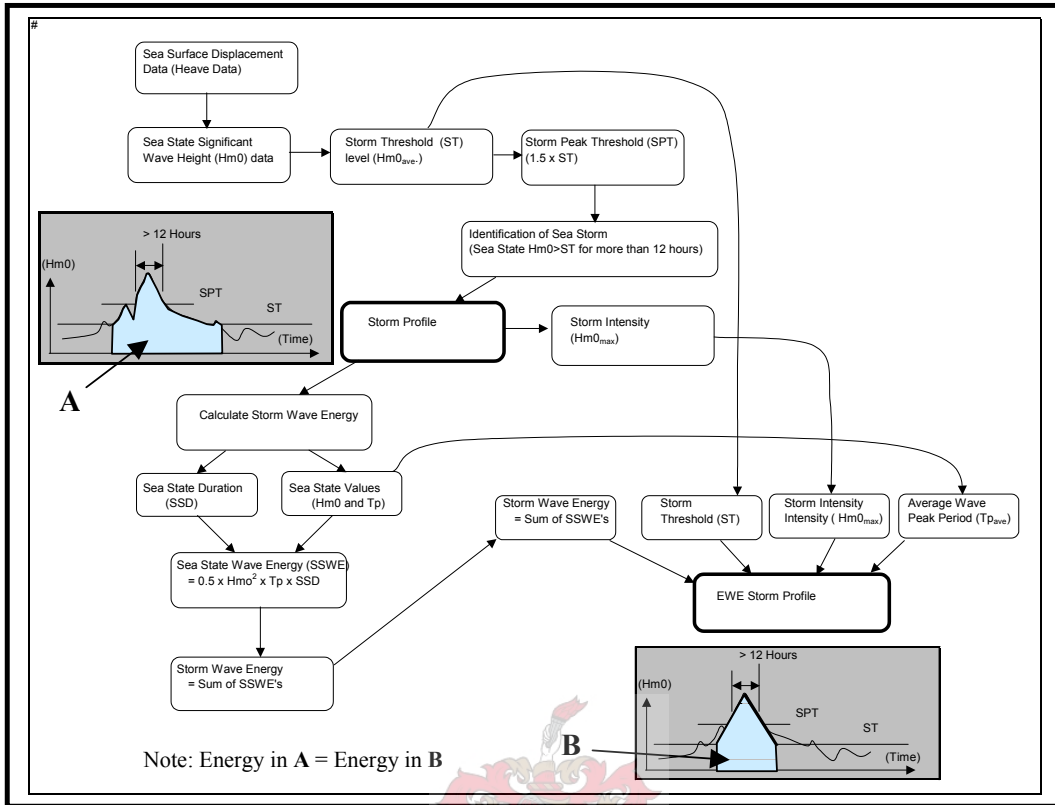 #
Sea Surface Displacement
Data (Heave Data)
Sea State Significant
Wave Height (Hm0) data
Storm Threshold (ST)
level (Hm0ave.)
Storm Peak Threshold (SPT)
(1.5 x ST)
Identification of Sea Storm
(Sea State Hm0>ST for more than 12 hours)
> 12 Hours
(Hm0)
SPT
ST
(Time)
A
Storm Profile
Storm Intensity
(Hm0max)
Calculate Storm Wave Energy
Sea State Duration
(SSD)
Sea State Values
(Hm0 and Tp)
Storm Wave Energy
= Sum of SSWE's
Storm
Threshold (ST)
Storm Intensity
Intensity ( Hm0max)
Average Wave
Peak Period (Tpave)
Sea State Wave Energy (SSWE)
= 0.5 x Hmo² x Tp x SSD
EWE Storm Profile
Storm Wave Energy
= Sum of SSWE's
> 12 Hours
(Hm0)
SPT
ST
(Time)
B
Note: Energy in A = Energy in B